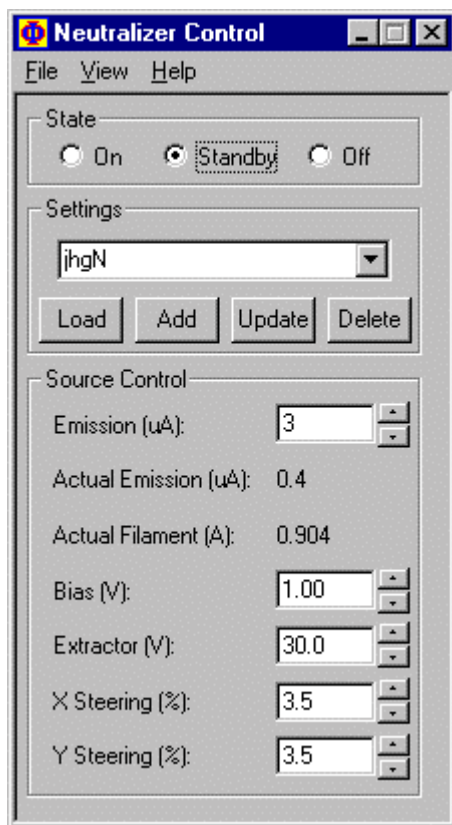 Φ Neutralizer Control
File View Help
State
On Standby Off
Settings
jhgN
Load Add Update Delete
Source Control
Emission (uA): 3
Actual Emission (uA): 0.4
Actual Filament (A): 0.904
Bias (V): 1.00
Extractor (V): 30.0
X Steering (%): 3.5
Y Steering (%): 3.5